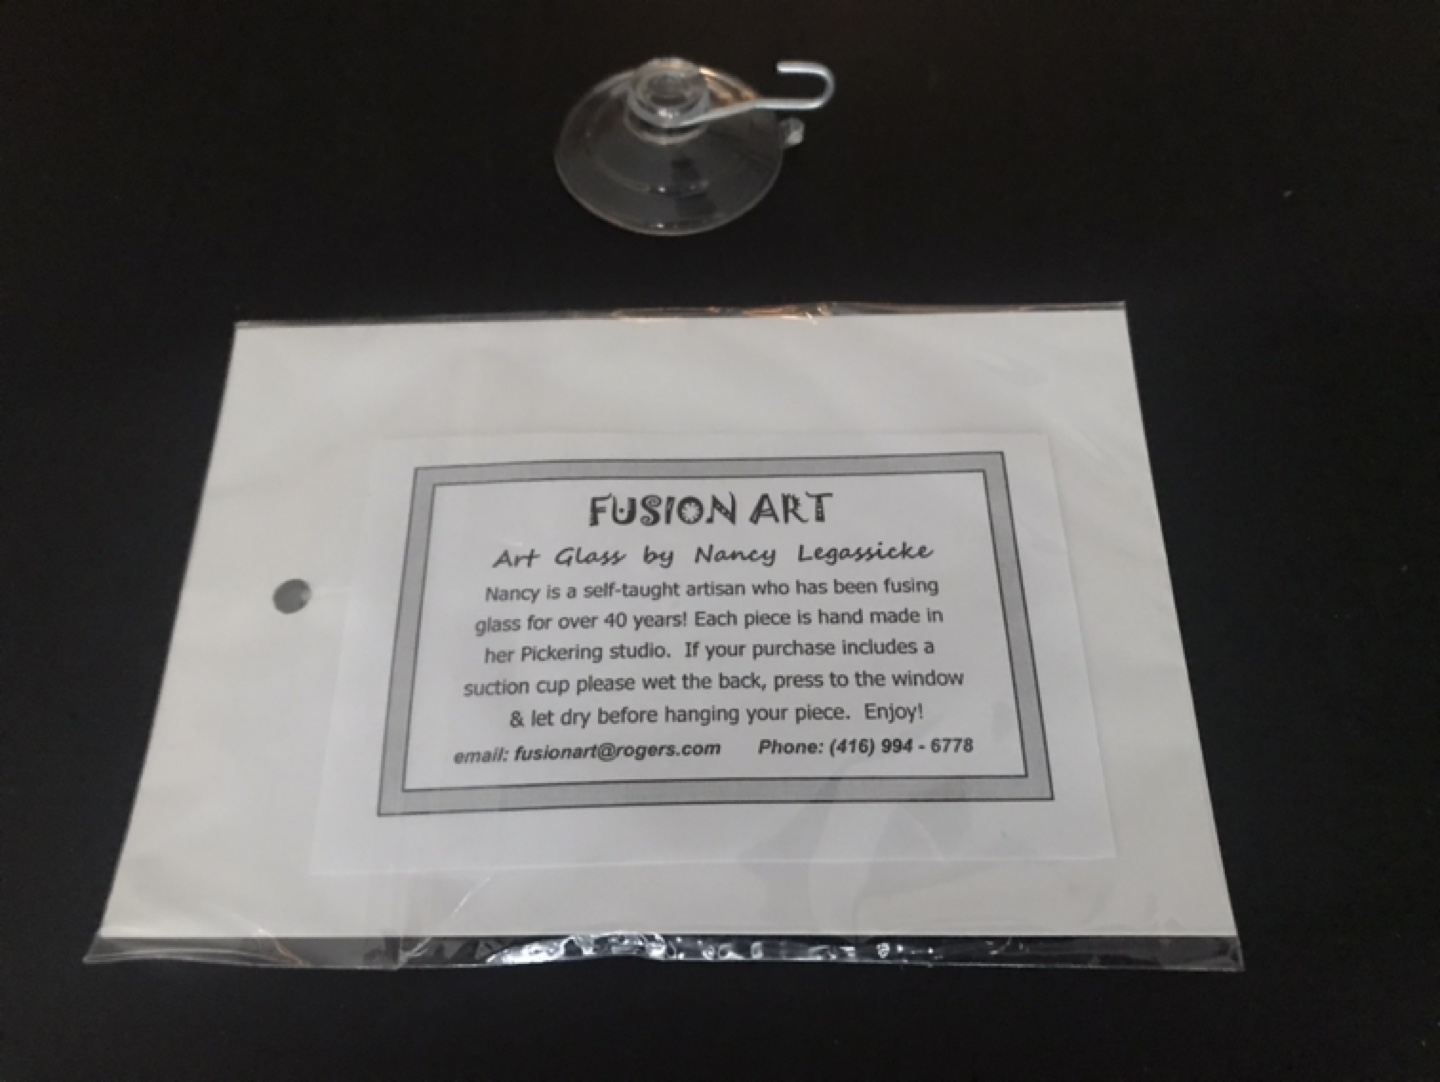 FUSION ART
Art Glass by Nancy Legassicke
Nancy is a self-taught artisan who has been fusing
glass for over 40 years! Each piece is hand made in
her Pickering studio. If your purchase includes a
suction cup please wet the back, press to the window
& let dry before hanging your piece. Enjoy!
email: fusionart@rogers.com Phone: (416) 994 - 6778